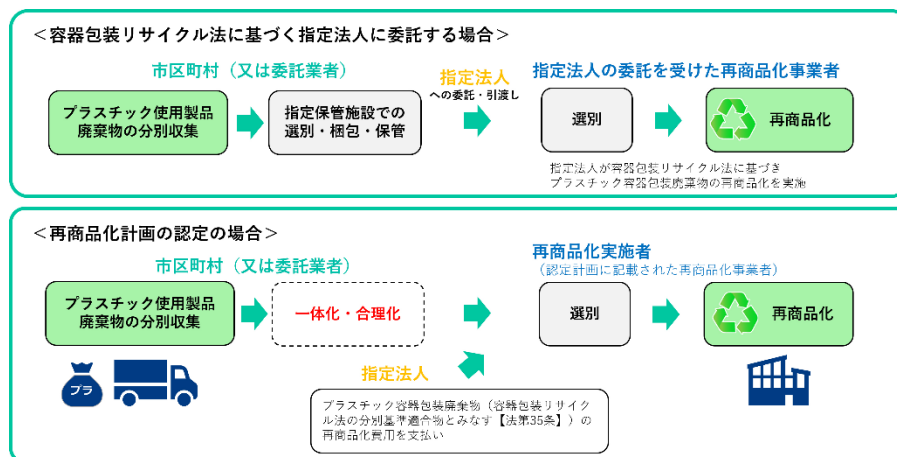 ＜容器包装リサイクル法に基づく指定法人に委託する場合＞
市区町村（又は委託業者）
指定法人
への委託・引渡し
指定法人の委託を受けた再商品化事業者
プラスチック使用製品
廃棄物の分別収集
指定保管施設での
選別・梱包・保管
選別
再商品化
指定法人が容器包装リサイクル法に基づき
プラスチック容器包装廃棄物の再商品化を実施
＜再商品化計画の認定の場合＞
市区町村（又は委託業者）
再商品化実施者
（認定計画に記載された再商品化事業者）
プラスチック使用製品
廃棄物の分別収集
一体化・合理化
選別
再商品化
プラ
指定法人
プラスチック容器包装廃棄物（容器包装リサイク
ル法の分別基準適合物とみなす【法第35条】）の
再商品化費用を支払い